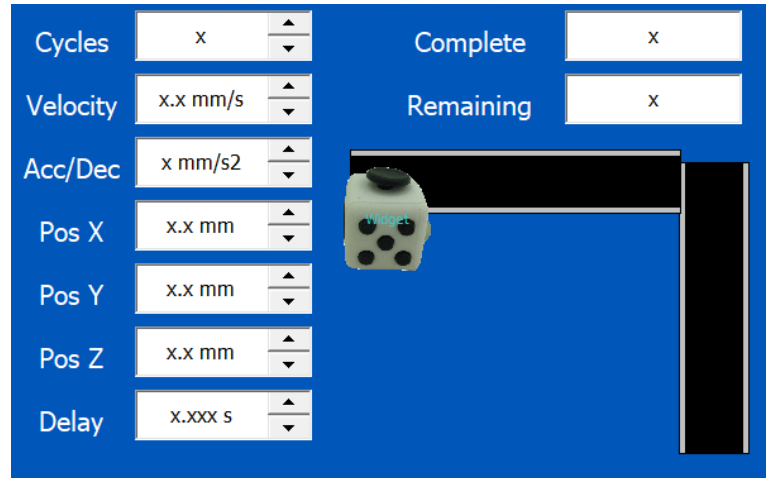 Cycles x
Complete x
Velocity x.x mm/s
Remaining x
Acc/Dec x mm/s2
Pos X x.x mm
Widget
Pos Y x.x mm
Pos Z x.x mm
Delay x.xxx s